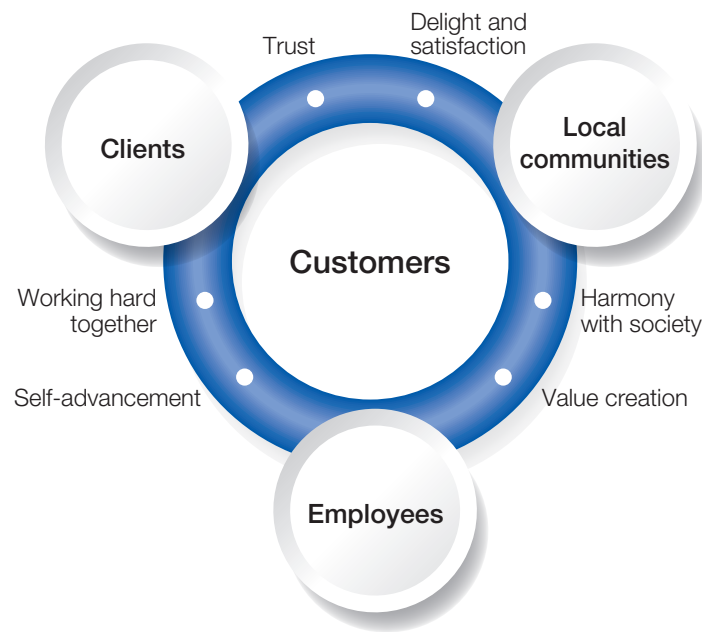 Delight and
satisfaction
Trust
Clients
Local
communities
Customers
Working hard
together
Harmony
with society
Self-advancement
Value creation
Employees